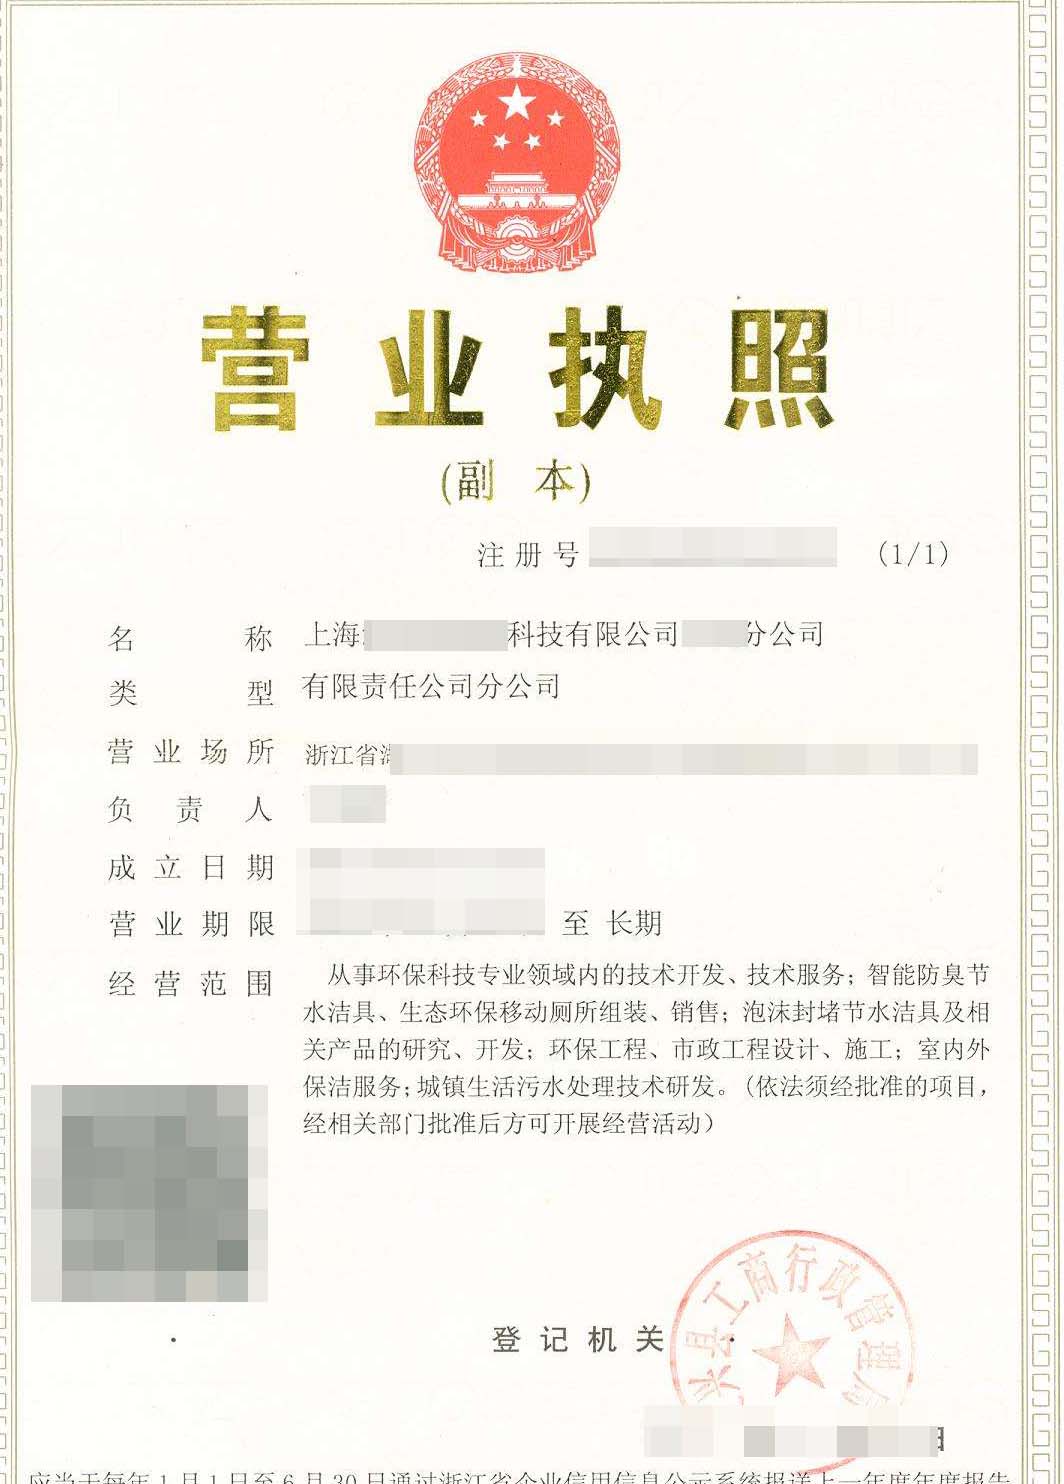 营业执照
(副 本)
注册号 (1/1)
名称 上海 科技有限公司 分公司
类型 有限责任公司分公司
营业场所 浙江省
负责人
成立日期
营业期限 至 长期
经营范围 从事环保科技专业领域内的技术开发、技术服务；智能防臭节
水洁具、生态环保移动厕所组装、销售；泡沫封堵节水洁具及相
关产品的研究、开发；环保工程、市政工程设计、施工；室内外
保洁服务；城镇生活污水处理技术研发。(依法须经批准的项目，
经相关部门批准后方可开展经营活动)
兴县工商行政管理局
登记机关
应当于每年1月1日至6月30日通过浙江省企业信用信息公示系统报送上一年度年度报告